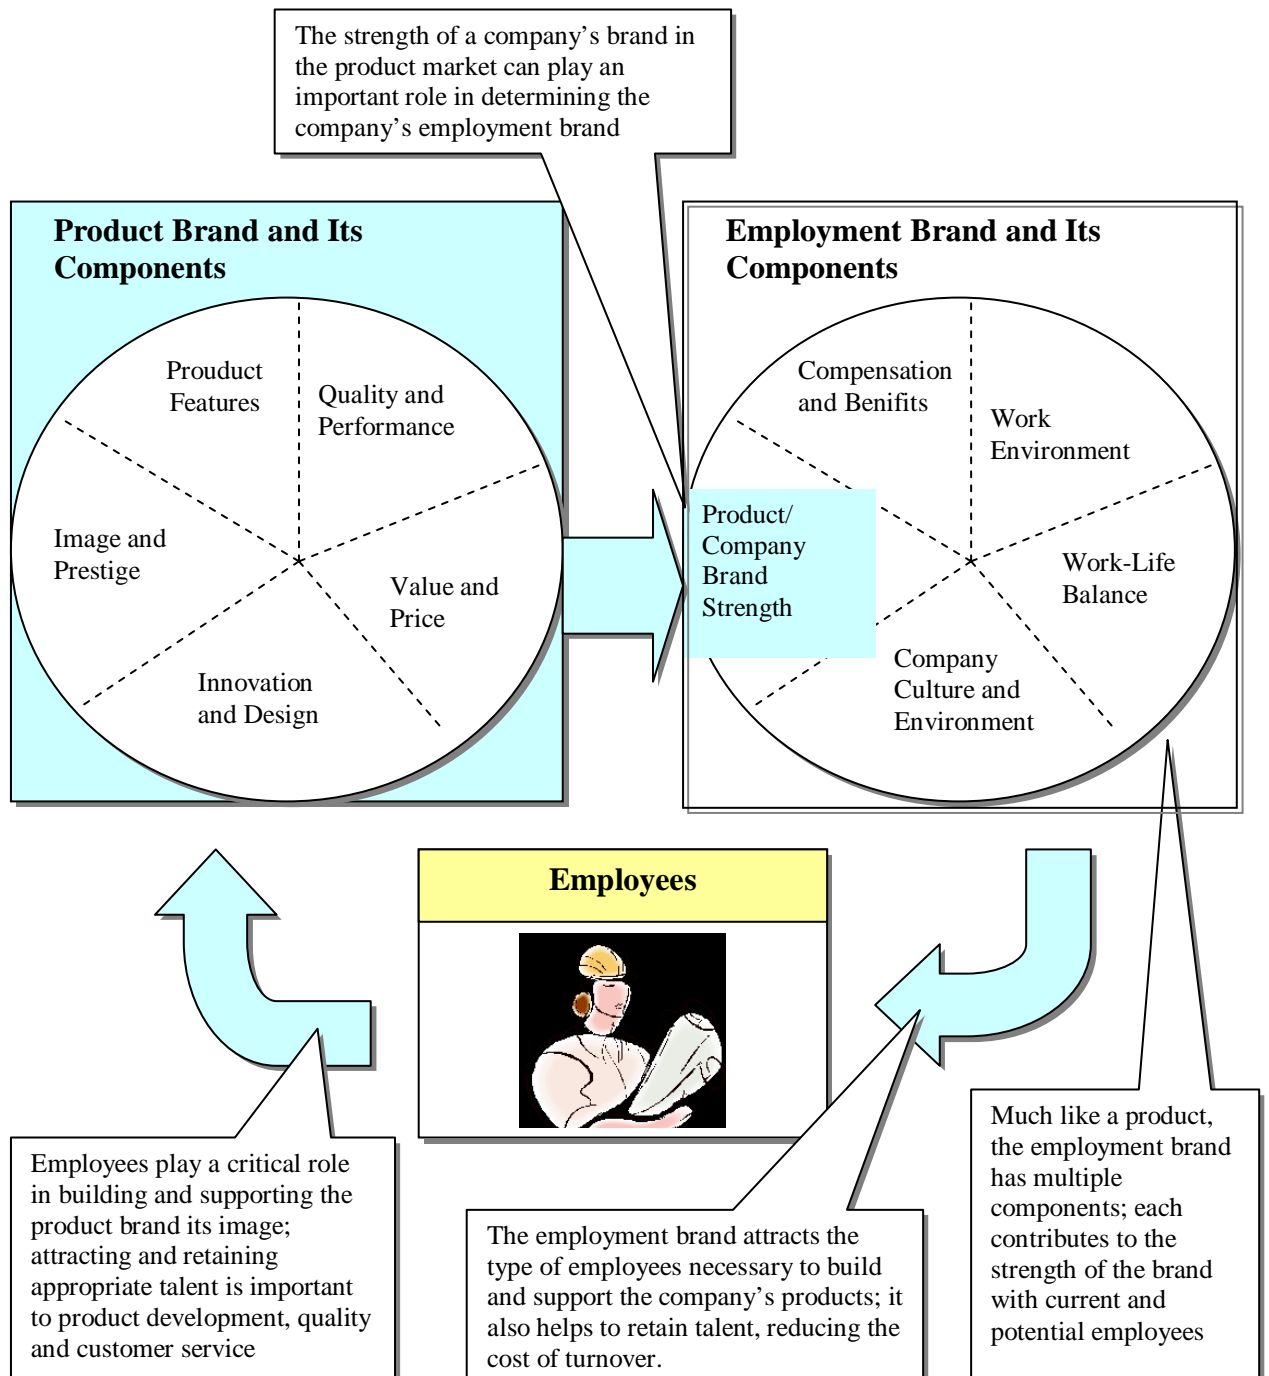 The strength of a company’s brand in
the product market can play an
important role in determining the
company’s employment brand
Product Brand and Its
Components
Prouduct
Features
Quality and
Performance
Image and
Prestige
Value and
Price
Innovation
and Design
Employment Brand and Its
Components
Compensation
and Benifits
Work
Environment
Product/
Company
Brand
Strength
Work-Life
Balance
Company
Culture and
Environment
Employees
Employees play a critical role
in building and supporting the
product brand its image;
attracting and retaining
appropriate talent is important
to product development, quality
and customer service
The employment brand attracts the
type of employees necessary to build
and support the company’s products; it
also helps to retain talent, reducing the
cost of turnover.
Much like a product,
the employment brand
has multiple
components; each
contributes to the
strength of the brand
with current and
potential employees